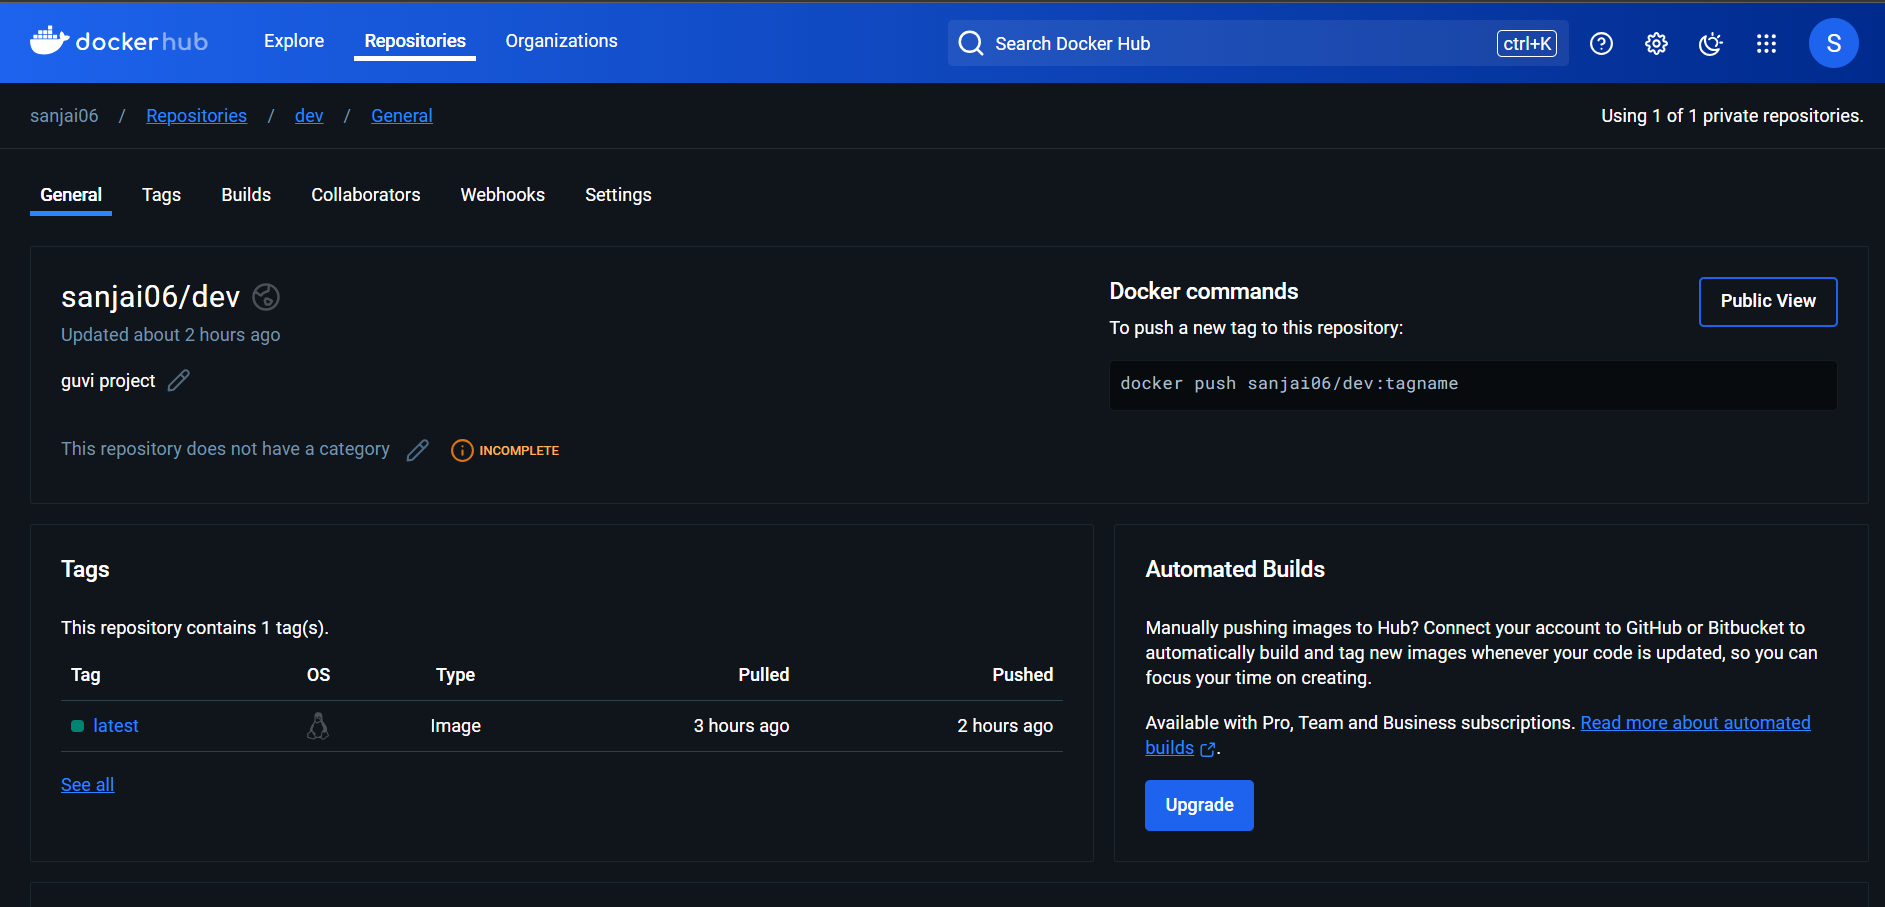 docker hub
Explore
Repositories
Organizations
Search Docker Hub
ctrl+K
S
sanjai06 / Repositories / dev / General
Using 1 of 1 private repositories.
General
Tags
Builds
Collaborators
Webhooks
Settings
sanjai06/dev
Updated about 2 hours ago
guvi project
This repository does not have a category
INCOMPLETE
Docker commands
To push a new tag to this repository:
Public View
docker push sanjai06/dev:tagname
Tags
This repository contains 1 tag(s).
Tag OS Type Pulled Pushed
latest Image 3 hours ago 2 hours ago
See all
Automated Builds
Manually pushing images to Hub? Connect your account to GitHub or Bitbucket to
automatically build and tag new images whenever your code is updated, so you can
focus your time on creating.
Available with Pro, Team and Business subscriptions. Read more about automated
builds .
Upgrade